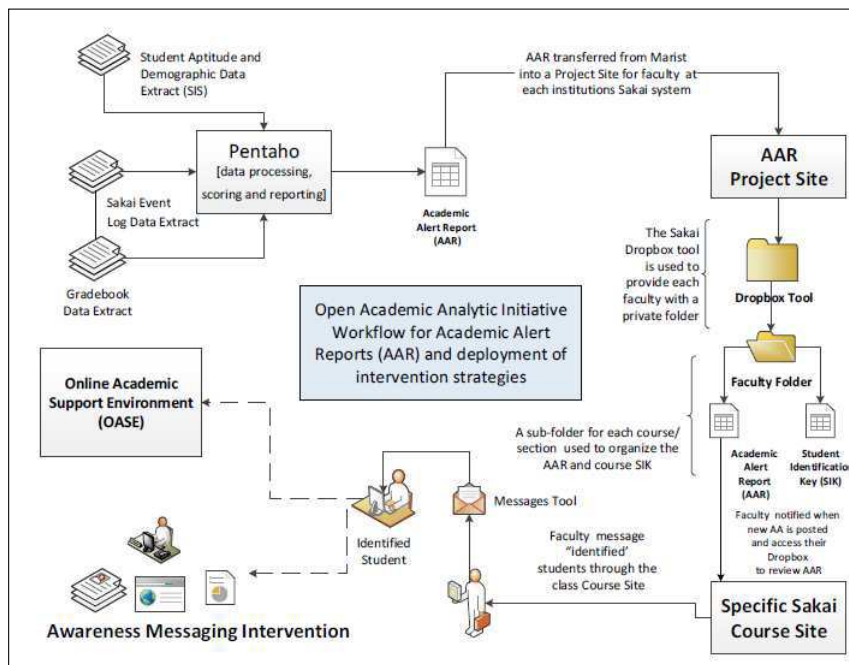 Student Aptitude and
Demographic Data
Extract (SIS)
AAR transferred from Marist
into a Project Site for faculty at
each institutions Sakai system
Pentaho
[data processing,
scoring and reporting]
AAR
Project Site
Sakai Event
Log Data Extract
Academic
Alert Report
(AAR)
The Sakai
Dropbox tool
is used to
provide each
faculty with a
private folder
Dropbox Tool
Gradebook
Data Extract
Open Academic Analytic Initiative
Workflow for Academic Alert
Reports (AAR) and deployment of
intervention strategies
Online Academic
Support Environment
(OASE)
Faculty Folder
A sub-folder for each course/
section used to organize the
AAR and course SIK
Academic
Alert
Report
(AAR)
Student
Identification
Key (SIK)
Messages Tool
Identified
Student
Faculty message
"identified'
students through the
class Course Site
Faculty notified when
new AA is posted
and access their
Dropbox
to review AAR
Specific Sakai
Course Site
Awareness Messaging Intervention